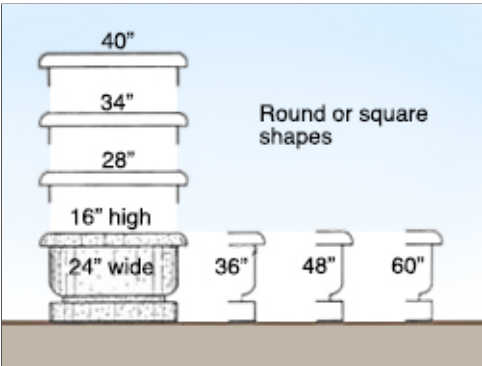 40”
34”
28”
16” high
24” wide
36”
48”
60”
Round or square
shapes